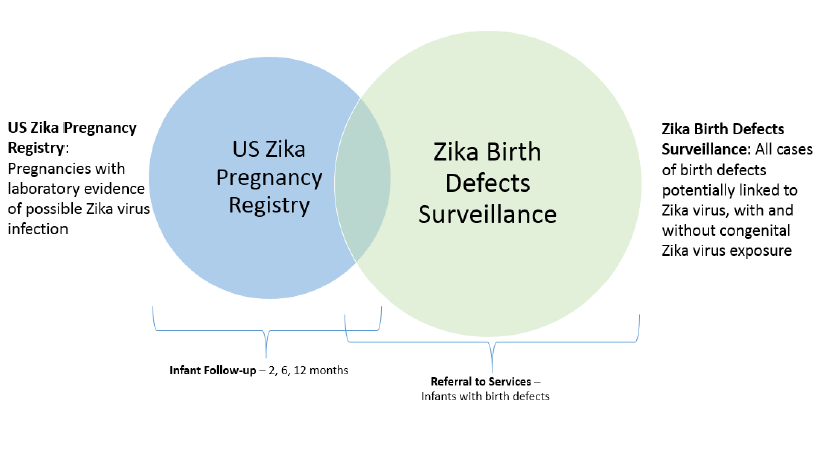 US Zika Pregnancy
Registry:
Pregnancies with
laboratory evidence
of possible Zika virus
infection
US Zika
Pregnancy
Registry
Zika Birth
Defects
Surveillance
Zika Birth Defects
Surveillance: All cases
of birth defects
potentially linked to
Zika virus, with and
without congenital
Zika virus exposure
Infant Follow-up – 2, 6, 12 months
Referral to Services –
Infants with birth defects